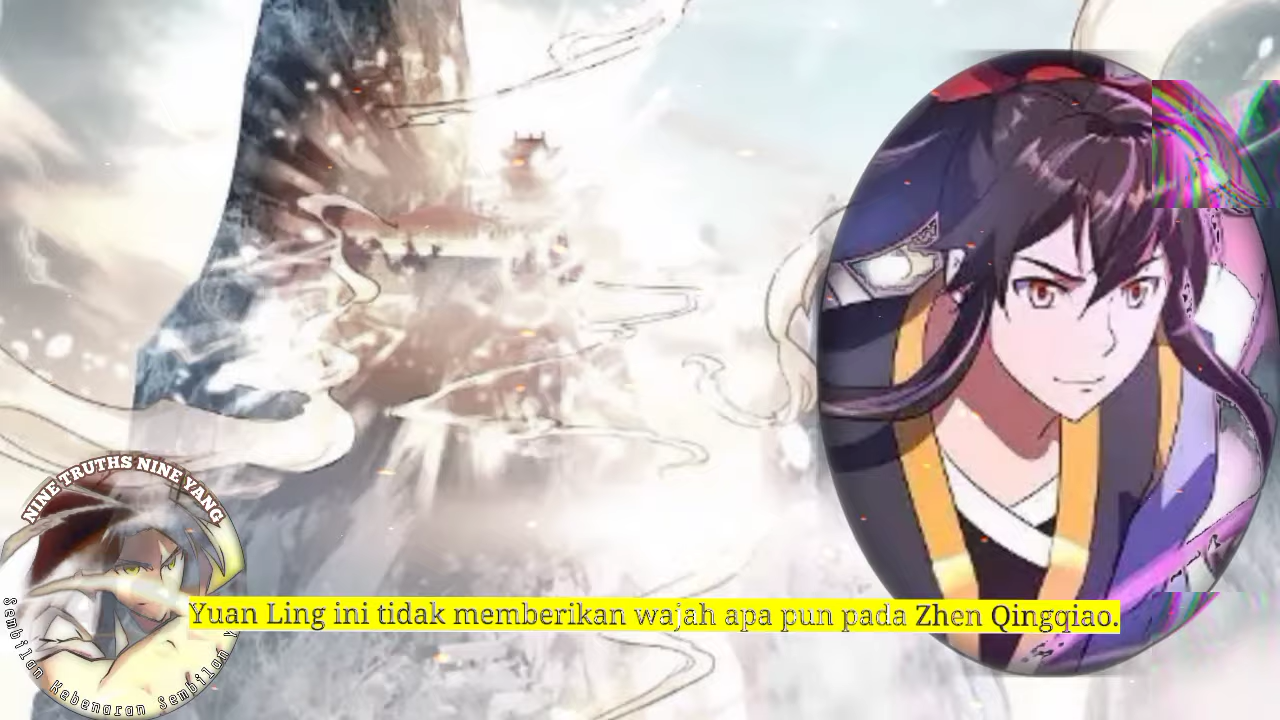 NINE TRUTHS NINE YANG
Yuan Ling ini tidak memberikan wajah apa pun pada Zhen Qingqiao.
Sembilan Kebenaran Sembilan Y